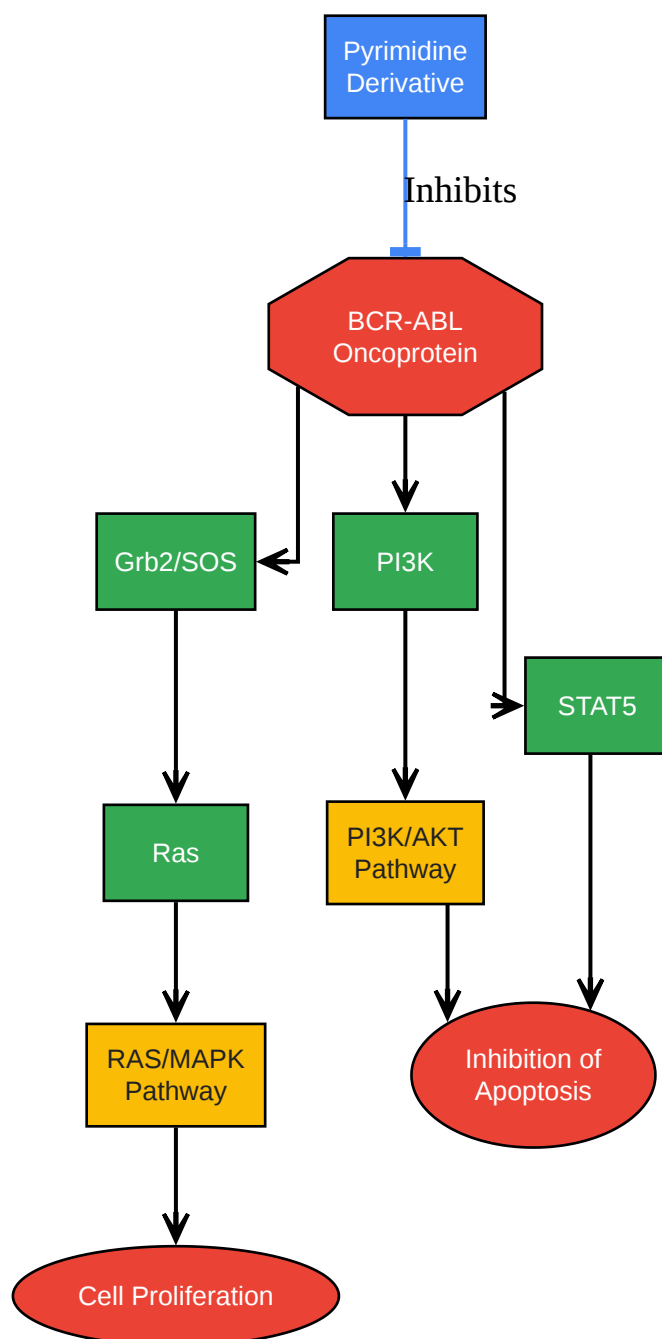 Pyrimidine
Derivative
Inhibits
BCR-ABL
Oncoprotein
Grb2/SOS
PI3K
STAT5
Ras
PI3K/AKT
Pathway
RAS/MAPK
Pathway
Inhibition of
Apoptosis
Cell Proliferation